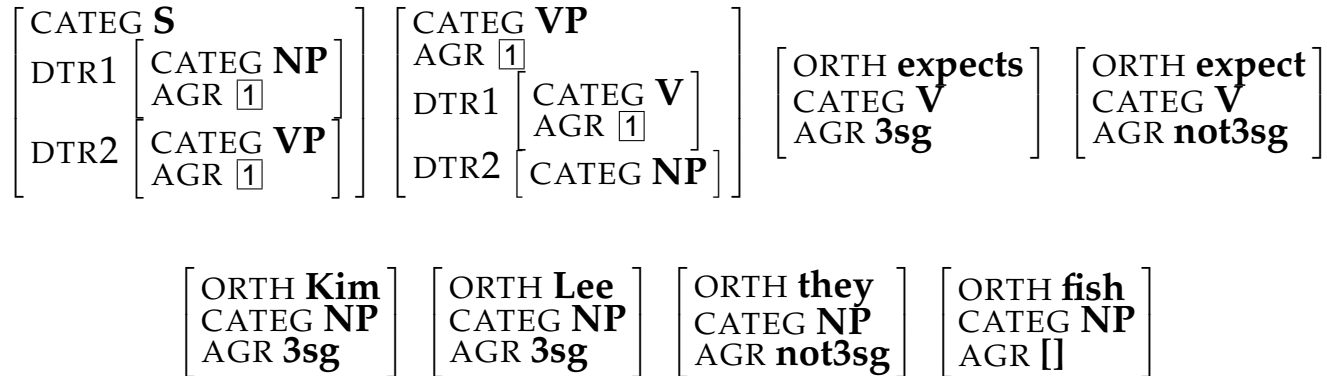 CATEG S
DTR1 CATEG NP
AGR 1
DTR2 CATEG VP
AGR 1
CATEG VP
AGR 1
DTR1 CATEG V
AGR 1
DTR2 CATEG NP
ORTH expects
CATEG V
AGR 3sg
ORTH expect
CATEG V
AGR not3sg
ORTH Kim
CATEG NP
AGR 3sg
ORTH Lee
CATEG NP
AGR 3sg
ORTH they
CATEG NP
AGR not3sg
ORTH fish
CATEG NP
AGR []